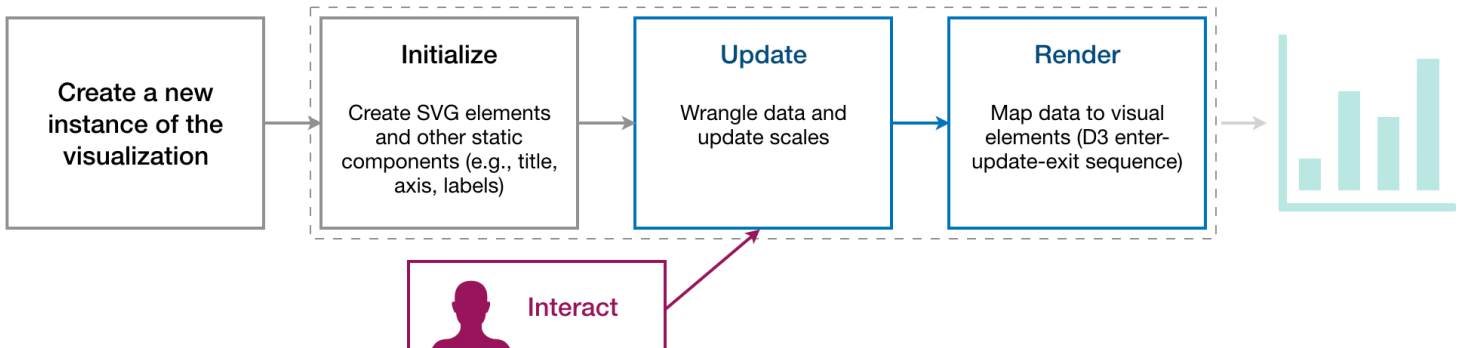 Create a new
instance of the
visualization
Initialize
Create SVG elements
and other static
components (e.g., title,
axis, labels)
Update
Wrangle data and
update scales
Render
Map data to visual
elements (D3 enter-
update-exit sequence)
Interact